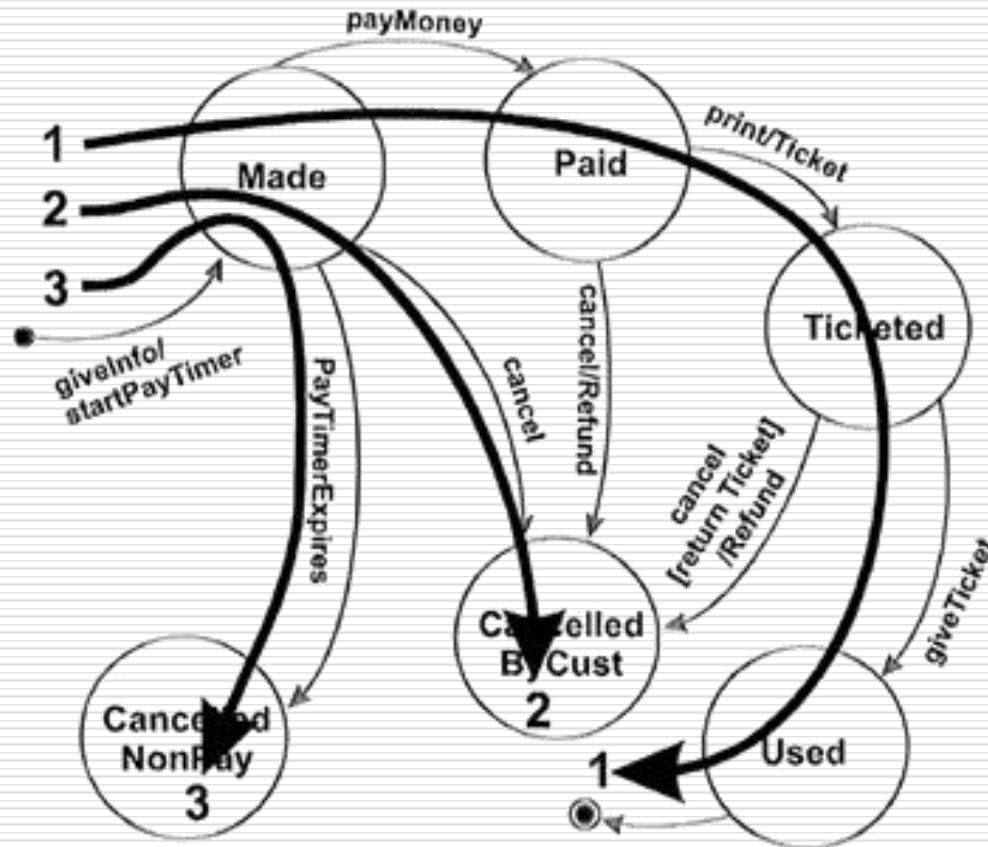 payMoney
1
Made
Paid
print/Ticket
2
3
giveInfo/
startPayTimer
PayTimerExpires
cancel
cancel/Refund
Ticketed
cancel
[return Ticket]
/Refund
giveTicket
Cancelled
ByCust
2
Cancelled
NonPay
3
1
Used